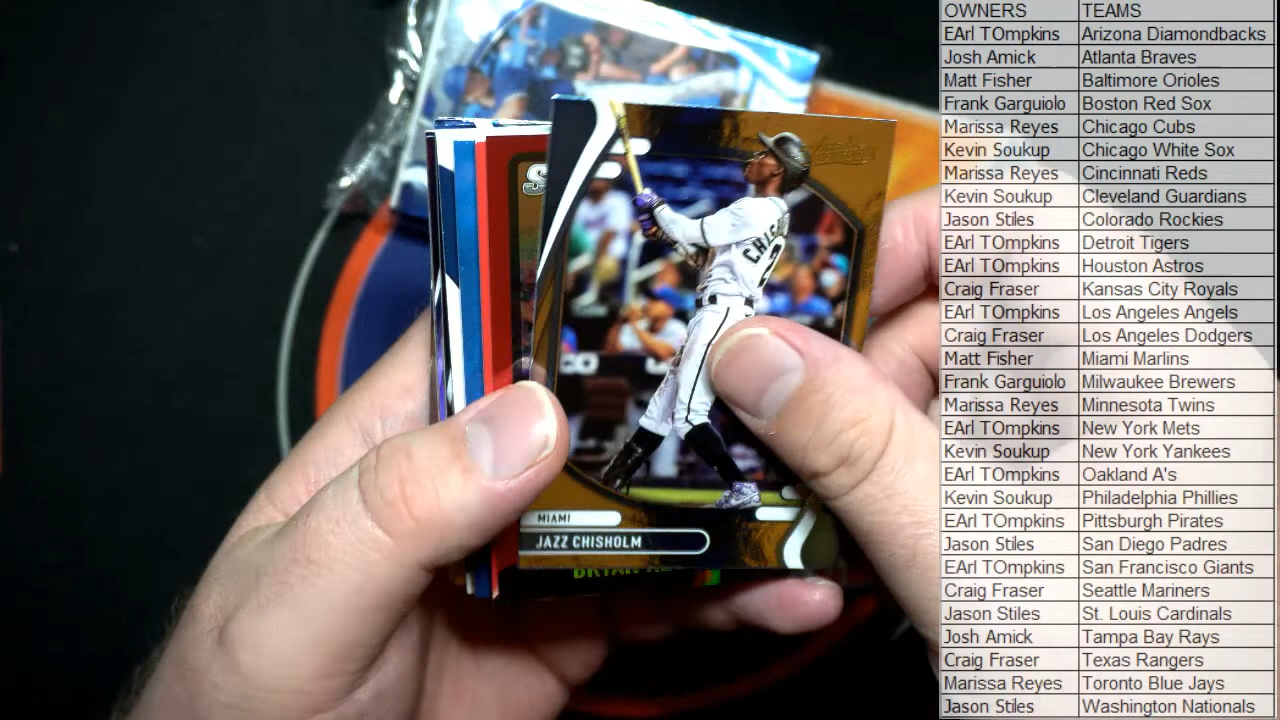 OWNERS TEAMS
EArl TOmpkins Arizona Diamondbacks
Josh Amick Atlanta Braves
Matt Fisher Baltimore Orioles
Frank Garguiolo Boston Red Sox
Marissa Reyes Chicago Cubs
Kevin Soukup Chicago White Sox
Marissa Reyes Cincinnati Reds
Kevin Soukup Cleveland Guardians
Jason Stiles Colorado Rockies
EArl TOmpkins Detroit Tigers
EArl TOmpkins Houston Astros
Craig Fraser Kansas City Royals
EArl TOmpkins Los Angeles Angels
Craig Fraser Los Angeles Dodgers
Matt Fisher Miami Marlins
Frank Garguiolo Milwaukee Brewers
Marissa Reyes Minnesota Twins
EArl TOmpkins New York Mets
Kevin Soukup New York Yankees
EArl TOmpkins Oakland A's
Kevin Soukup Philadelphia Phillies
EArl TOmpkins Pittsburgh Pirates
Jason Stiles San Diego Padres
EArl TOmpkins San Francisco Giants
Craig Fraser Seattle Mariners
Jason Stiles St. Louis Cardinals
Josh Amick Tampa Bay Rays
Craig Fraser Texas Rangers
Marissa Reyes Toronto Blue Jays
Jason Stiles Washington Nationals
2
MIAMI
JAZZ CHISHOLM